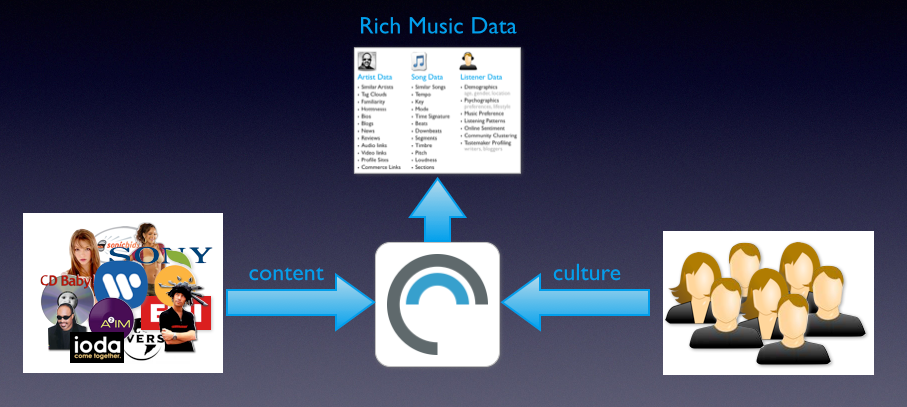 Rich Music Data
Artist Data
• Similar Artists
• Tag Clouds
• Familiarity
• Hotttnesss
• Bios
• Blogs
• News
• Reviews
• Audio links
• Video links
• Profile Sites
• Commerce Links
Song Data
• Similar Songs
• Tempo
• Key
• Mode
• Time Signature
• Beats
• Downbeats
• Segments
• Timbre
• Pitch
• Loudness
• Sections
Listener Data
• Demographics
age, gender, location
• Psychographics
preferences, lifestyle
• Music Preference
• Listening Patterns
• Online Sentiment
• Community Clustering
• Tastemaker Profiling
writers, bloggers
SONY
CD Baby
A2IM
ioda
come together.
VERS
content
culture